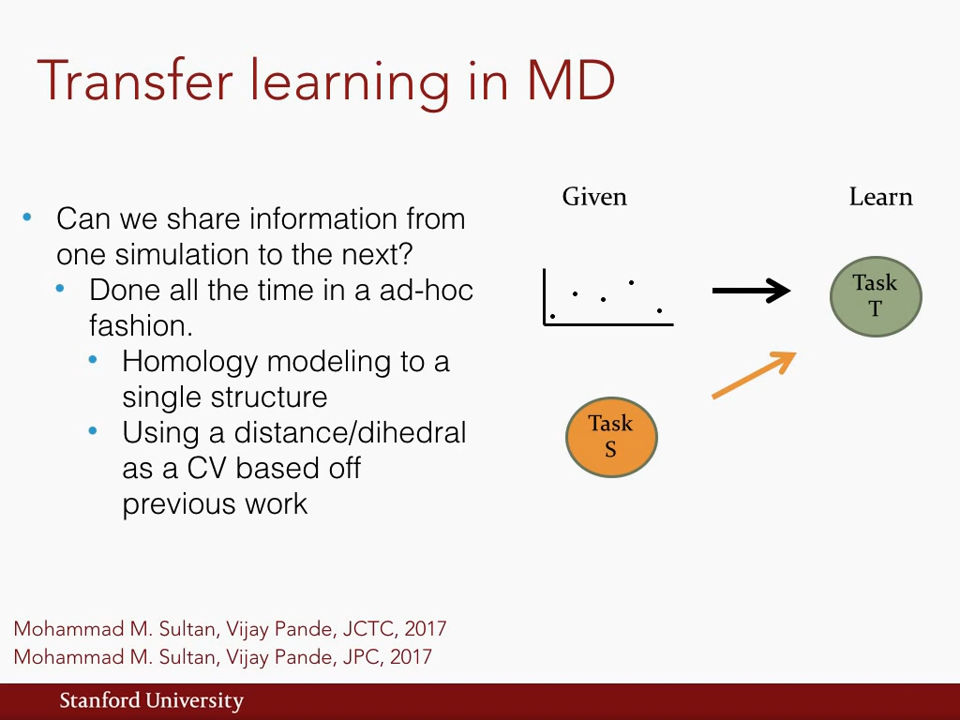 Transfer learning in MD
• Can we share information from
one simulation to the next?
• Done all the time in a ad-hoc
fashion.
• Homology modeling to a
single structure
• Using a distance/dihedral
as a CV based off
previous work
Given
Learn
Task
T
Task
S
Mohammad M. Sultan, Vijay Pande, JCTC, 2017
Mohammad M. Sultan, Vijay Pande, JPC, 2017
Stanford University